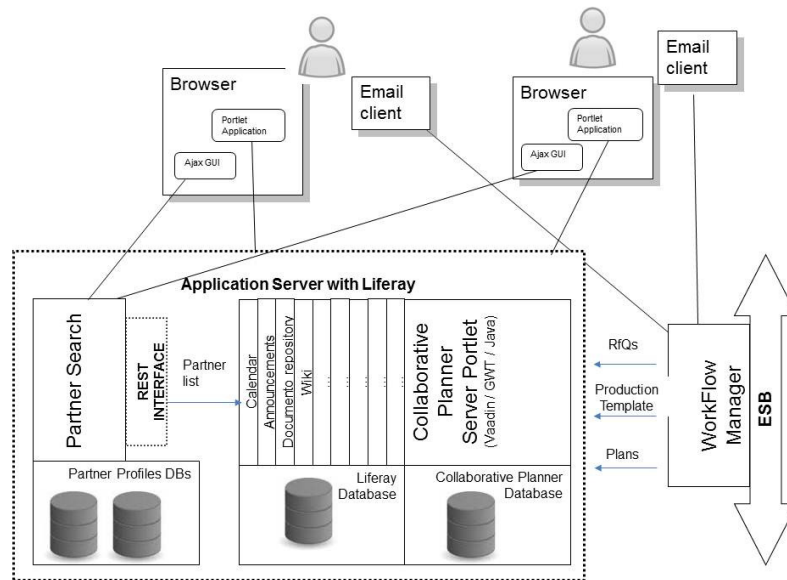 Browser
Portlet
Application
Ajax GUI
Email
client
Browser
Portlet
Application
Ajax GUI
Email
client
Application Server with Liferay
Partner Search
REST
INTERFACE
Partner
list
Calendar
Announcements
Documento repository
Wiki
...
...
...
...
Collaborative
Planner
Server Portlet
(Vaadin / GWT / Java)
RfQs
Production
Template
Plans
WorkFlow
Manager
ESB
Partner Profiles DBs
Liferay
Database
Collaborative Planner
Database